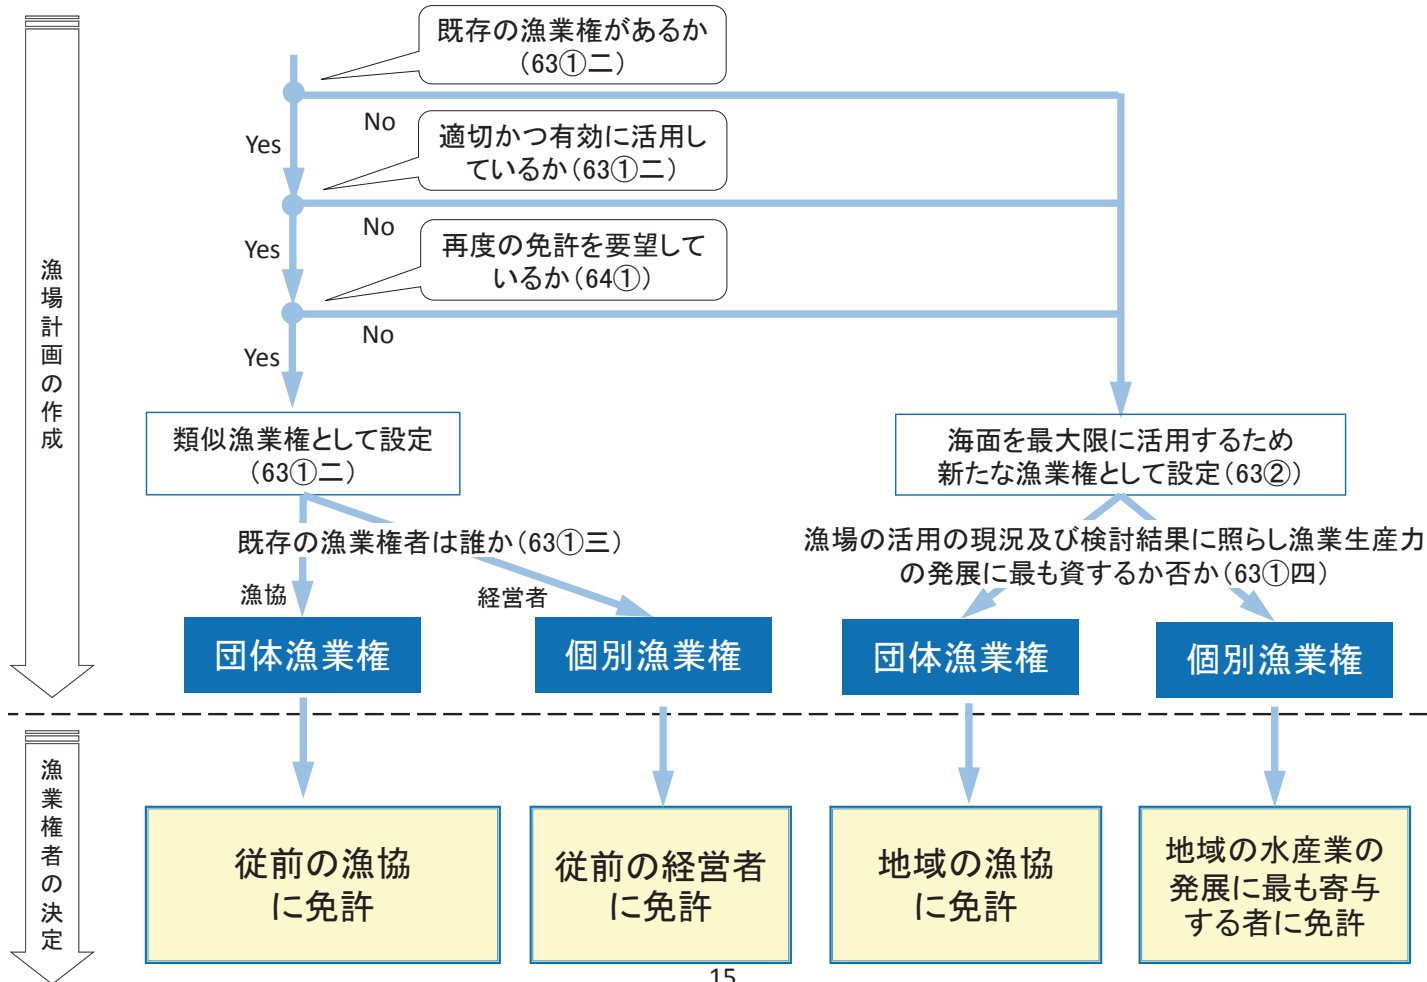 既存の漁業権があるか
（63①二）
No
Yes
適切かつ有効に活用し
ているか（63①二）
No
Yes
再度の免許を要望して
いるか（64①）
No
Yes
漁場計画の作成
類似漁業権として設定
（63①二）
海面を最大限に活用するため
新たな漁業権として設定（63②）
既存の漁業権者は誰か（63①三）
漁協
経営者
漁場の活用の現況及び検討結果に照らし漁業生産力
の発展に最も資するか否か（63①四）
団体漁業権
個別漁業権
団体漁業権
個別漁業権
漁業権者の決定
従前の漁協
に免許
従前の経営者
に免許
地域の漁協
に免許
地域の水産業の
発展に最も寄与
する者に免許
15